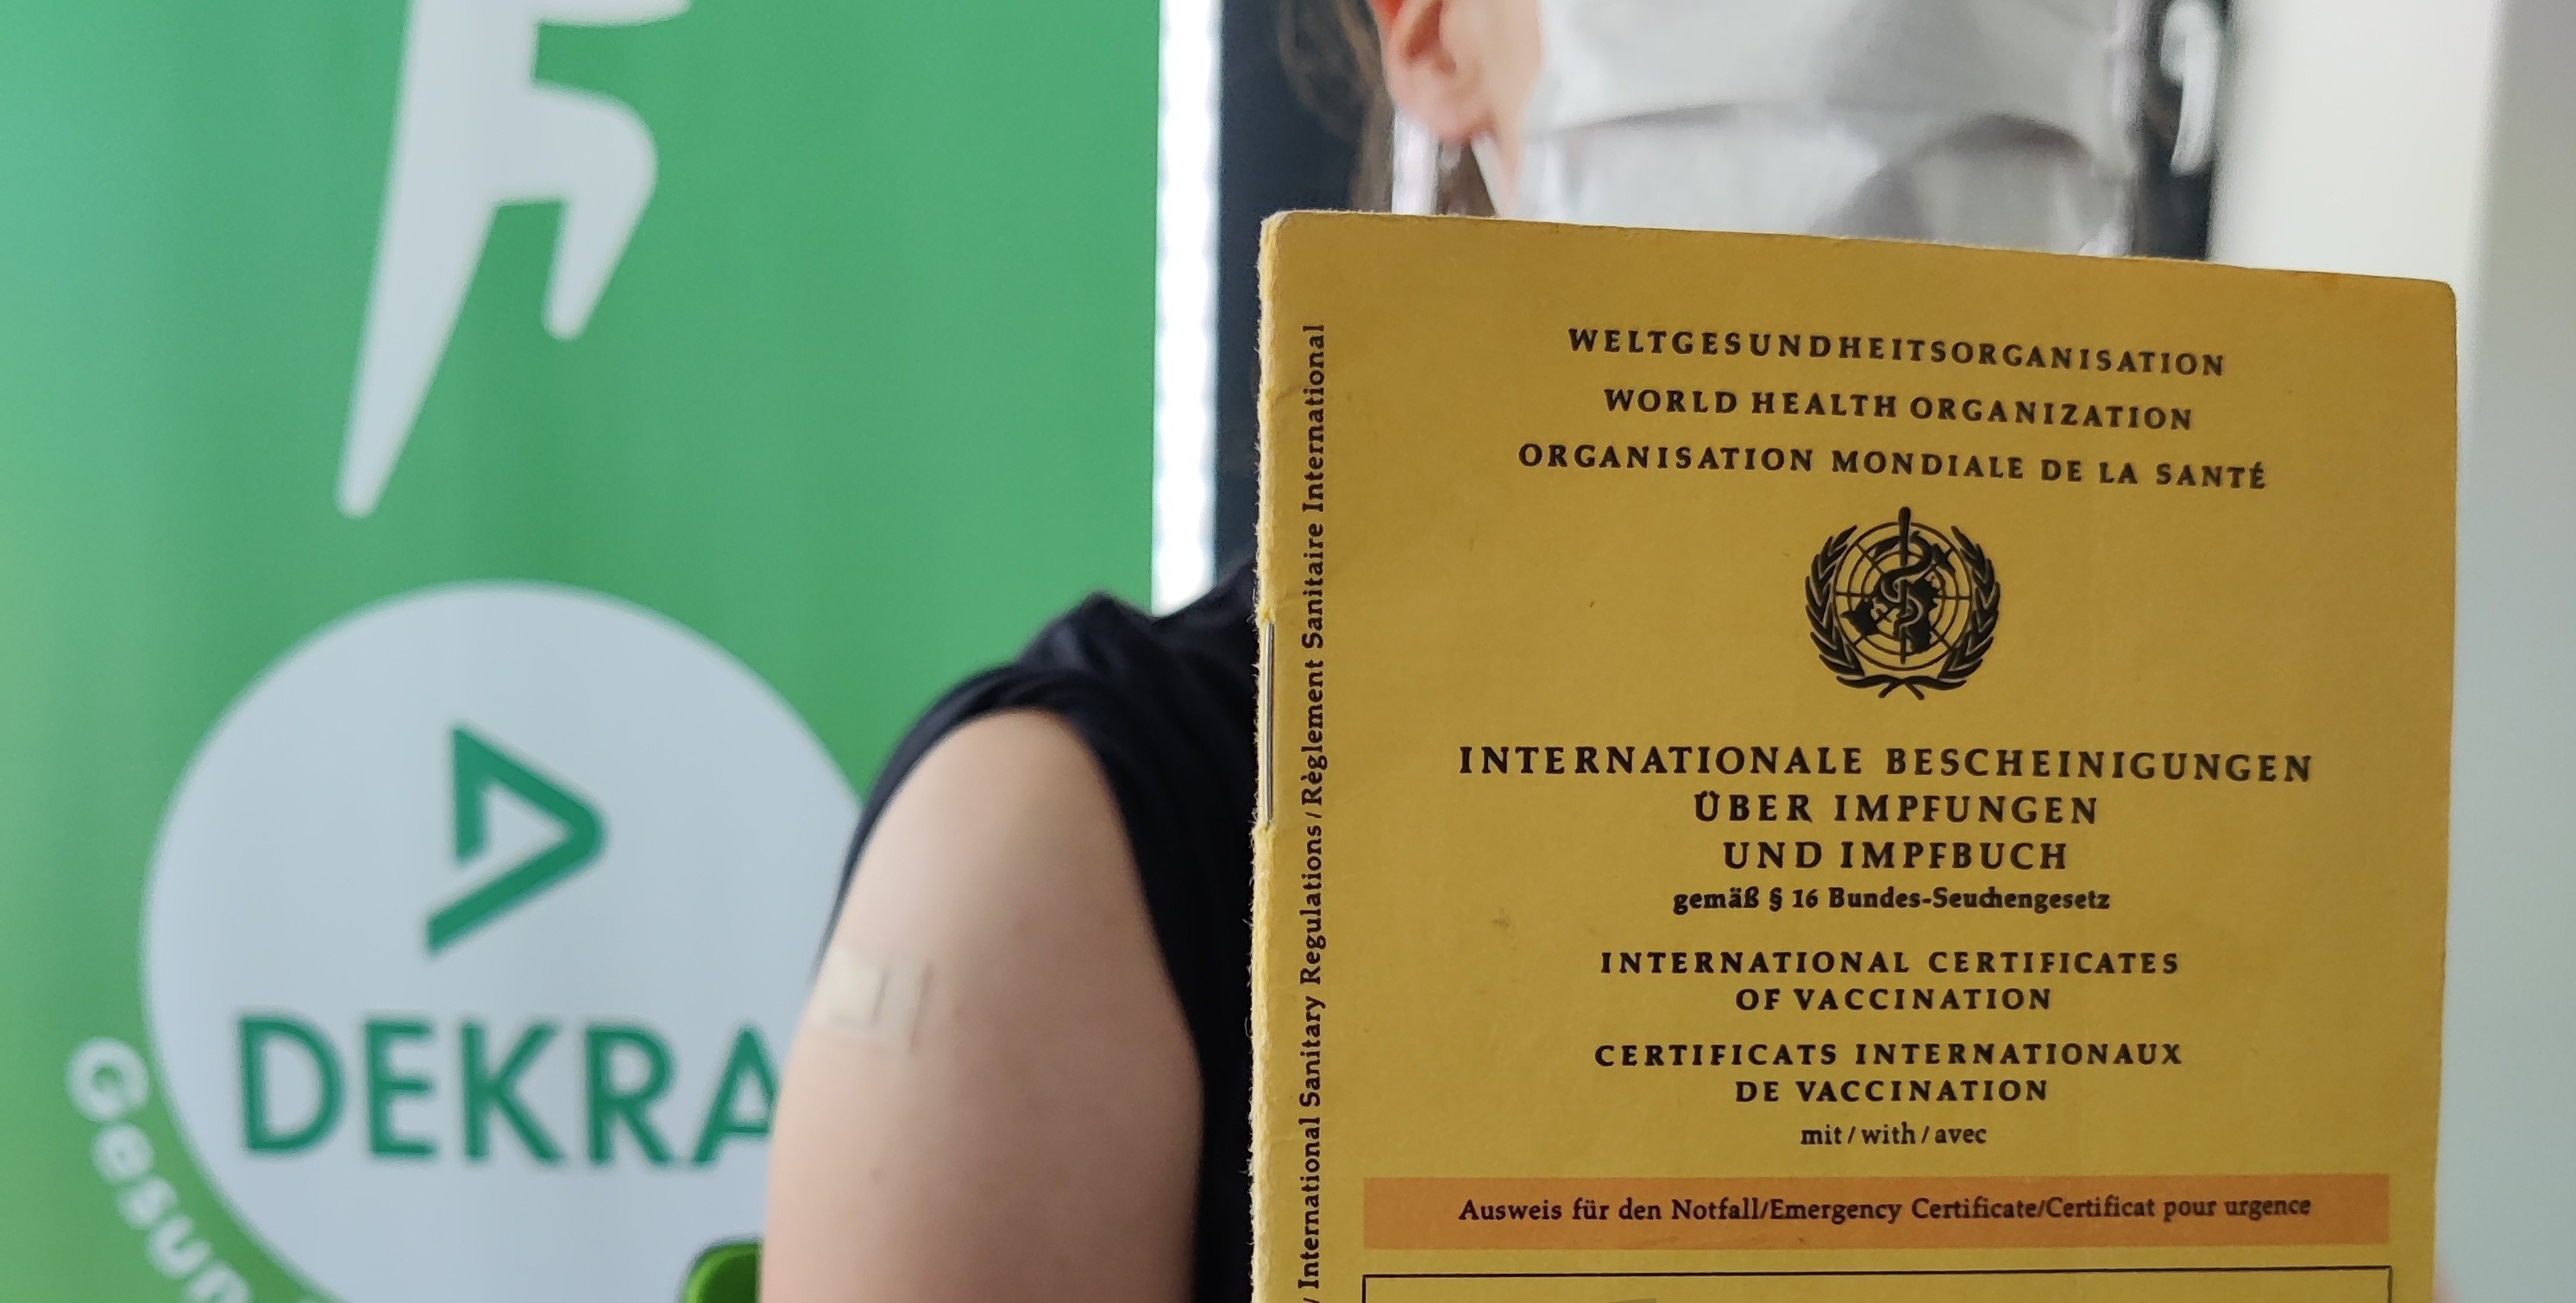 DEKRA
Gesun
WELTGESUNDHEITSORGANISATION
WORLD HEALTH ORGANIZATION
ORGANISATION MONDIALE DE LA SANTÉ
INTERNATIONALE BESCHEINIGUNGEN
ÜBER IMPFUNGEN
UND IMPFBUCH
gemäß § 16 Bundes-Seuchengesetz
INTERNATIONAL CERTIFICATES
OF VACCINATION
CERTIFICATS INTERNATIONAUX
DE VACCINATION
mit / with / avec
Ausweis für den Notfall/Emergency Certificate/Certificat pour urgence
/ International Sanitary Regulations / Règlement Sanitaire International